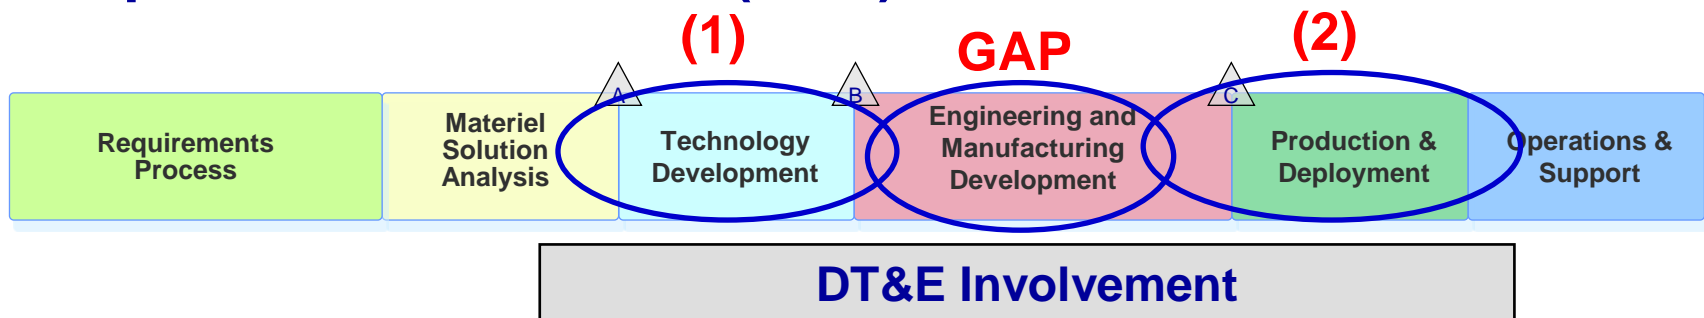 (1)
GAP
(2)
A
B
C
Requirements
Process
Materiel
Solution
Analysis
Technology
Development
Engineering and
Manufacturing
Development
Production &
Deployment
Operations &
Support
DT&E Involvement